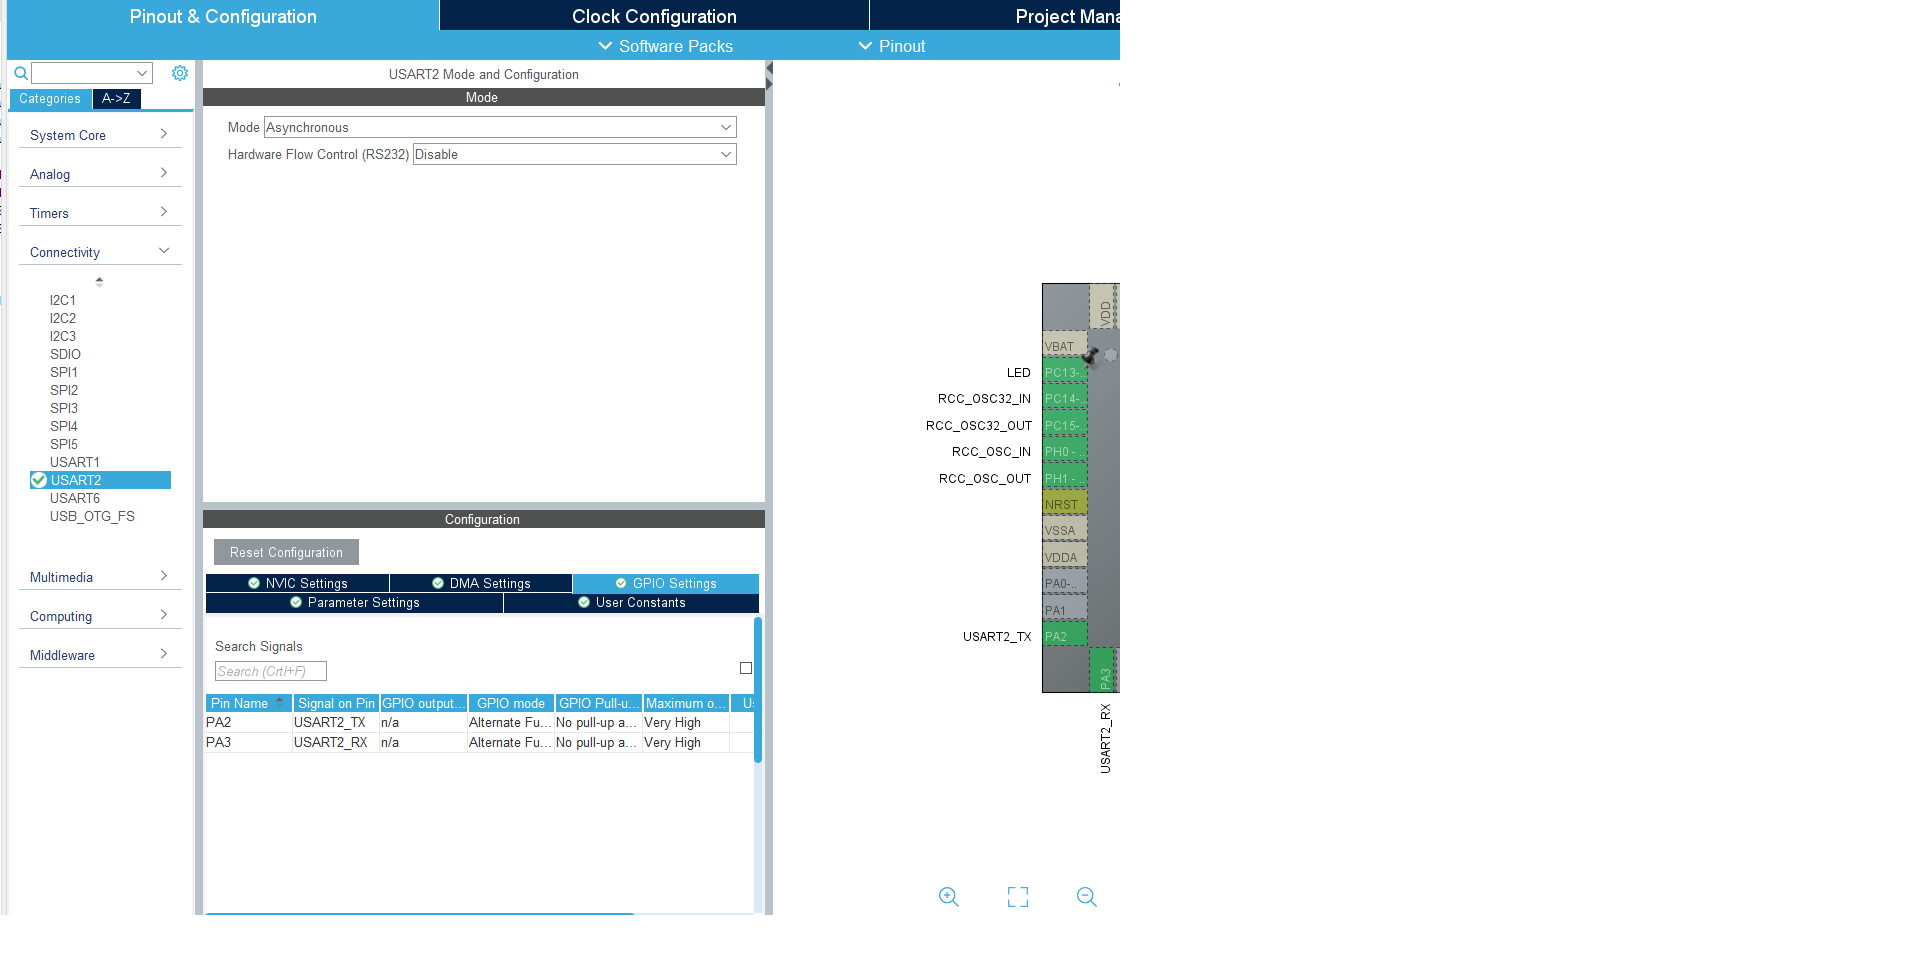 Pinout & Configuration
Clock Configuration
Project Mana
Software Packs
Pinout
Categories
A->Z
System Core
Analog
Timers
Connectivity
I2C1
I2C2
I2C3
SDIO
SPI1
SPI2
SPI3
SPI4
SPI5
USART1
USART2
USART6
USB_OTG_FS
Multimedia
Computing
Middleware
USART2 Mode and Configuration
Mode
Mode Asynchronous
Hardware Flow Control (RS232) Disable
Configuration
Reset Configuration
NVIC Settings
DMA Settings
GPIO Settings
Parameter Settings
User Constants
Search Signals
Search (Crtl+F)
Pin Name Signal on Pin GPIO output... GPIO mode GPIO Pull-u... Maximum o...
PA2 USART2_TX n/a Alternate Fu... No pull-up a... Very High
PA3 USART2_RX n/a Alternate Fu... No pull-up a... Very High
VDD
VBAT
LED PC13-..
RCC_OSC32_IN PC14-..
RCC_OSC32_OUT PC15-..
RCC_OSC_IN PH0 - ..
RCC_OSC_OUT PH1 - ..
NRST
VSSA
VDDA
PA0-..
PA1
USART2_TX PA2
PA3
USART2_RX